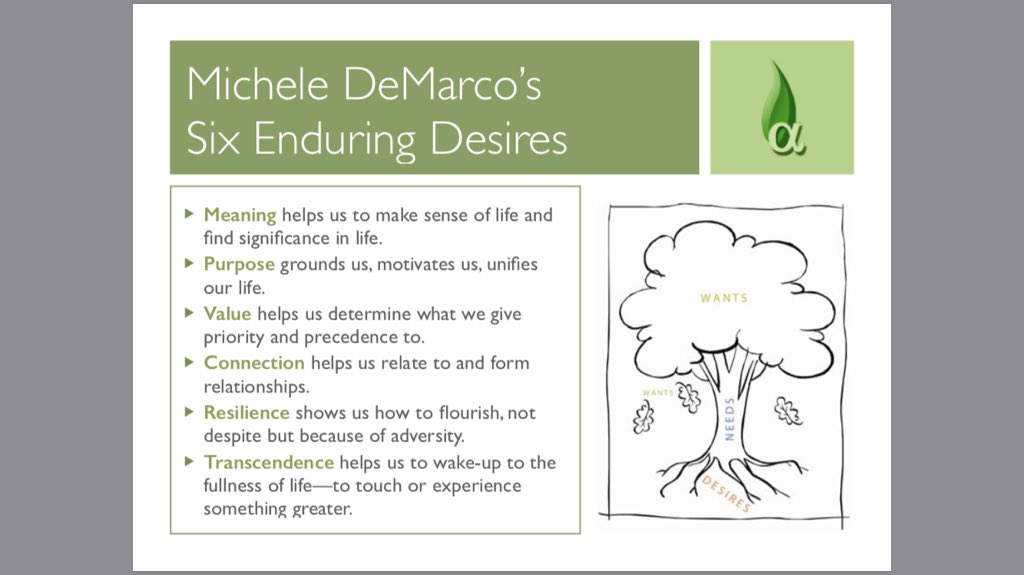 Michele DeMarco's
Six Enduring Desires
α
Meaning helps us to make sense of life and
find significance in life.
Purpose grounds us, motivates us, unifies
our life.
Value helps us determine what we give
priority and precedence to.
Connection helps us relate to and form
relationships.
Resilience shows us how to flourish, not
despite but because of adversity.
Transcendence helps us to wake-up to the
fullness of life—to touch or experience
something greater.
WANTS
WANTS
NEEDS
DESIRES